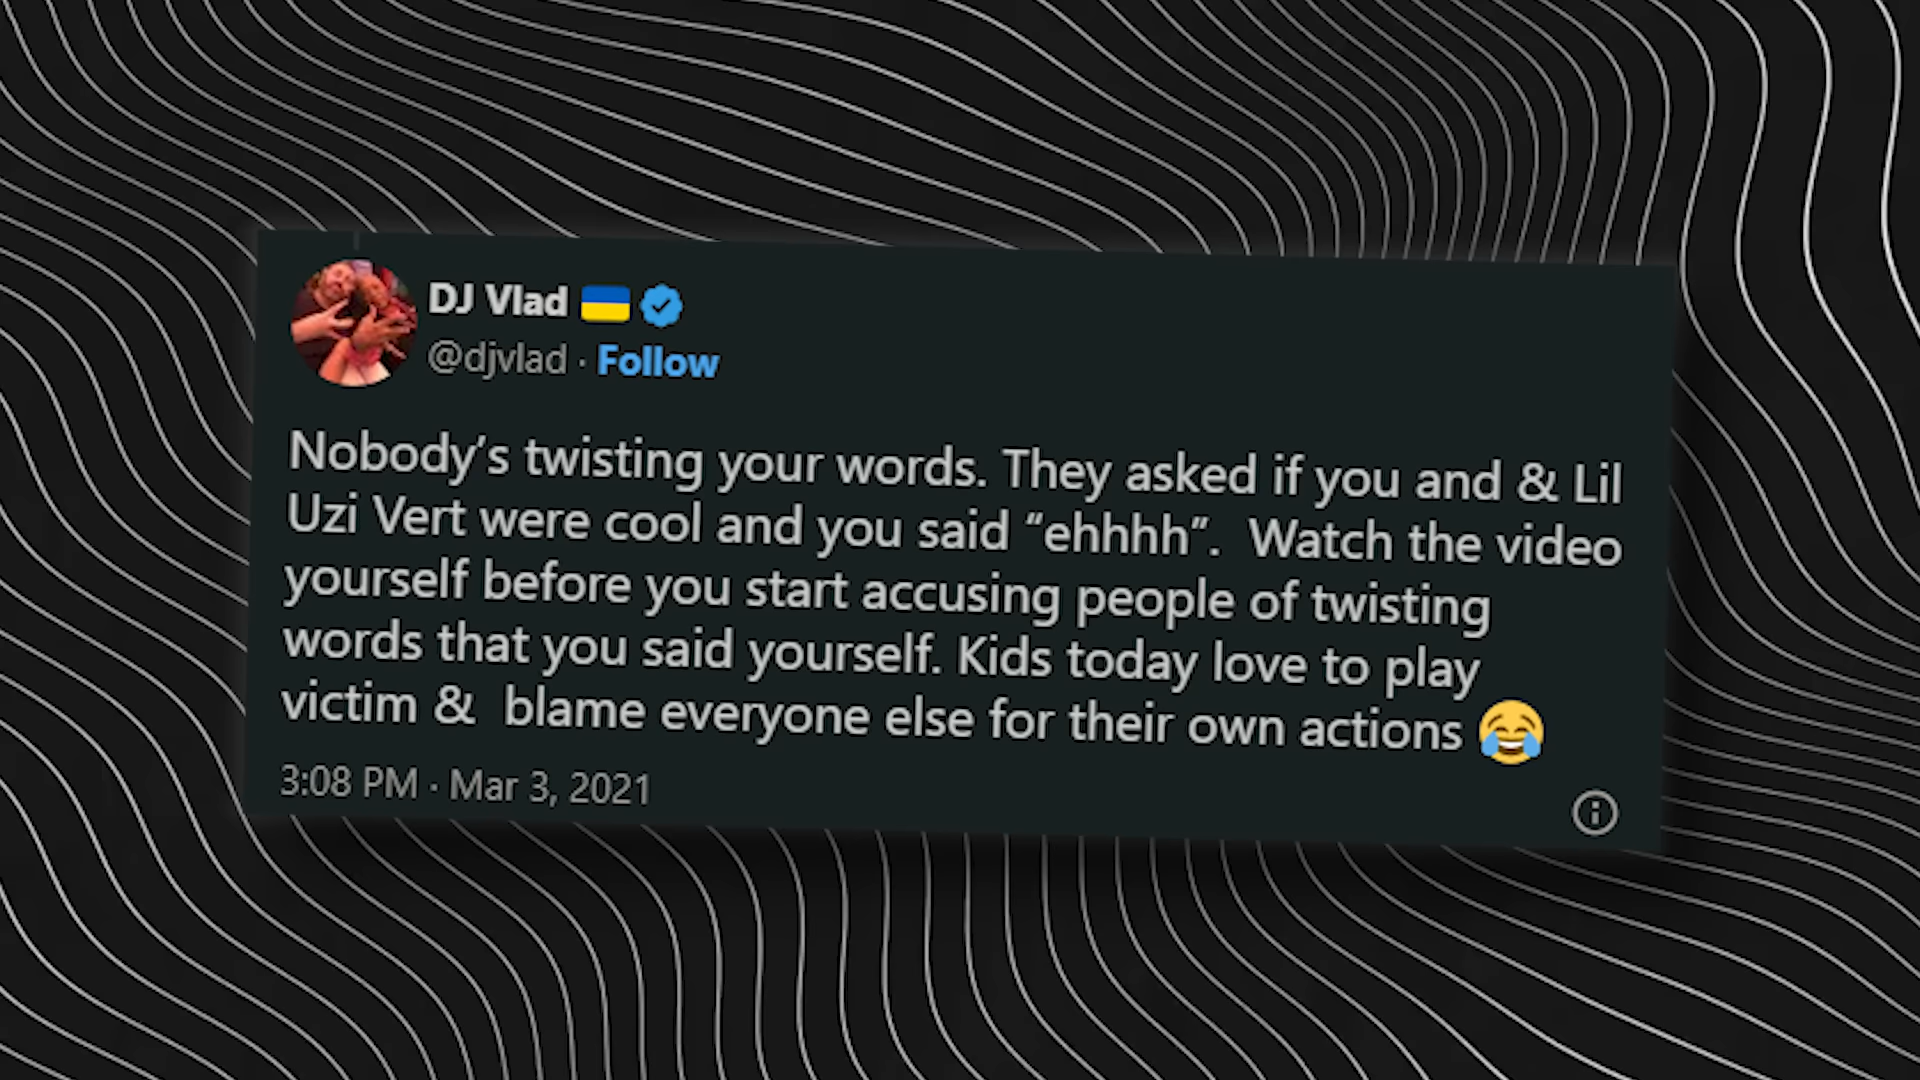 DJ Vlad 🇺🇦
@djvlad · Follow
Nobody’s twisting your words. They asked if you and & Lil
Uzi Vert were cool and you said “ehhhh”.  Watch the video
yourself before you start accusing people of twisting
words that you said yourself. Kids today love to play
victim &  blame everyone else for their own actions 😂
3:08 PM · Mar 3, 2021